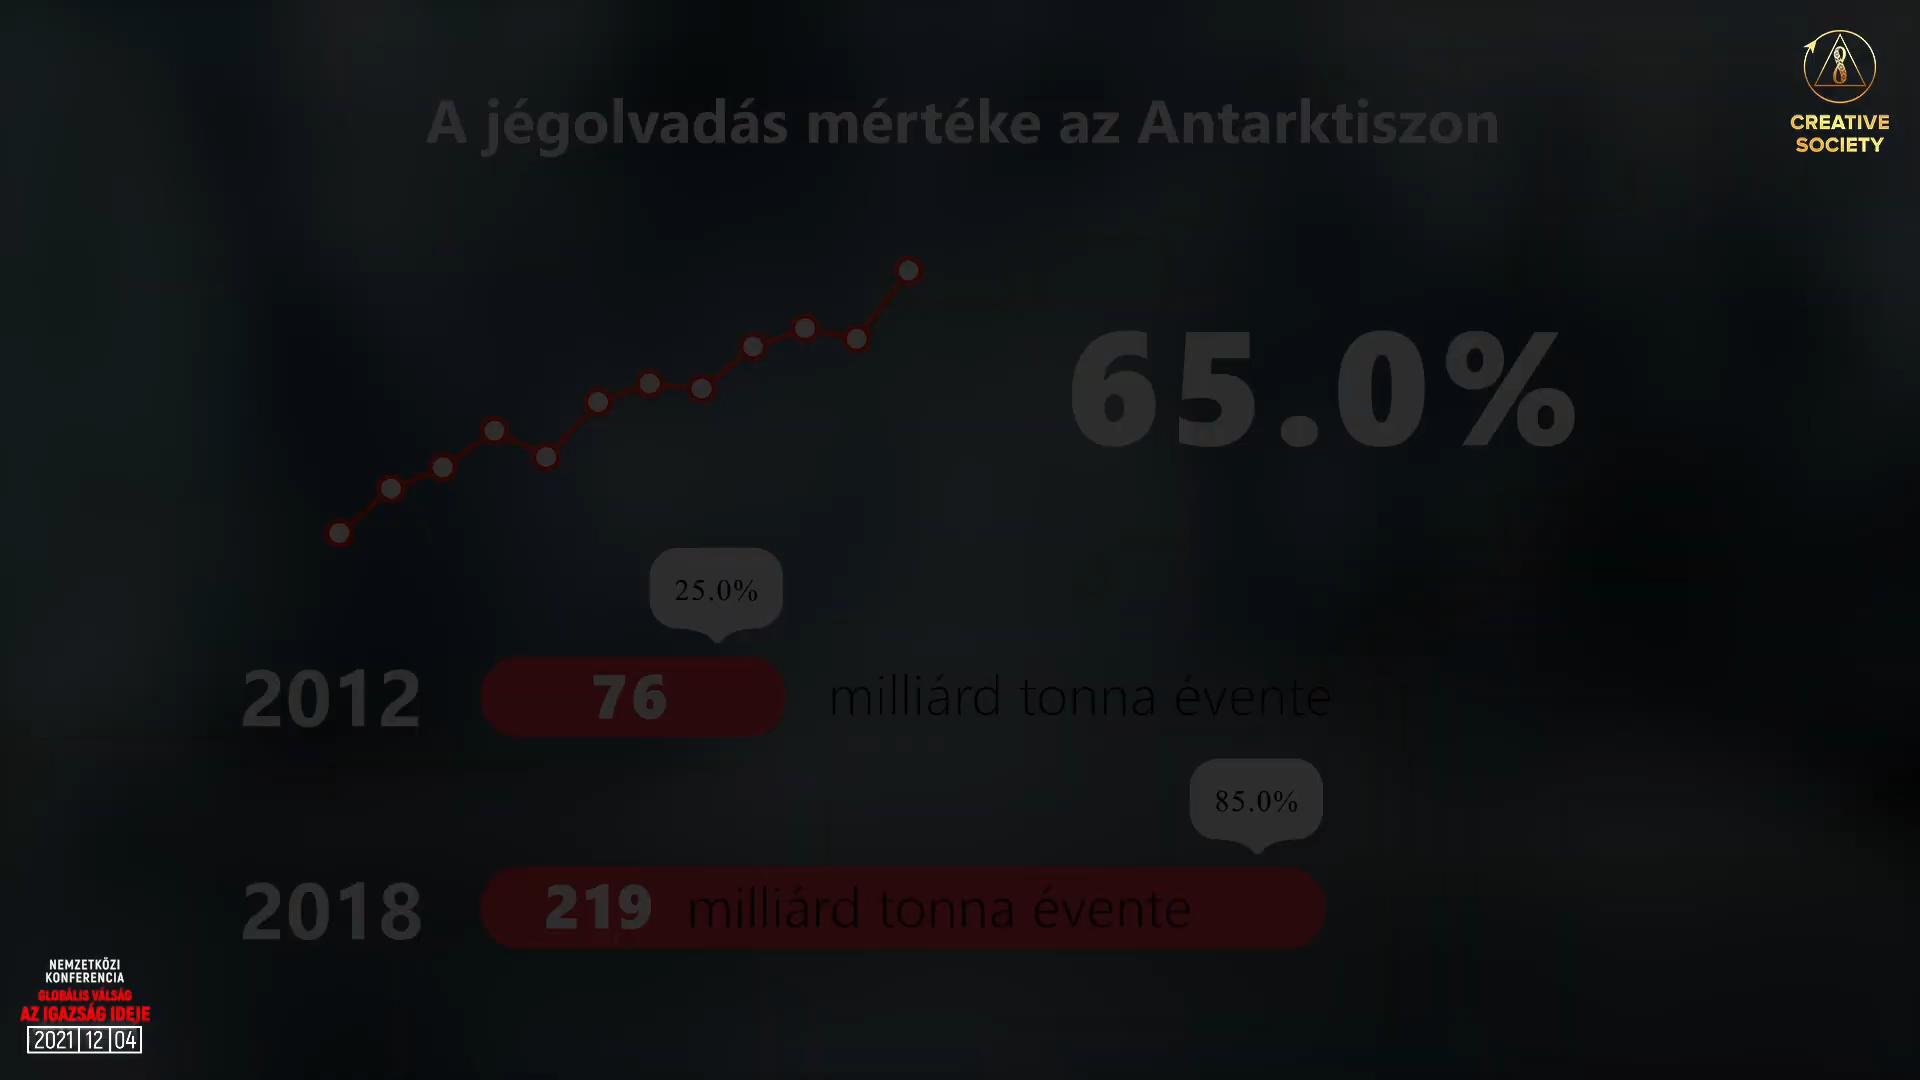 CREATIVE
SOCIETY
A jégolvadás mértéke az Antarktiszon
65.0%
25.0%
2012 76 milliárd tonna évente
85.0%
2018 219 milliárd tonna évente
NEMZETKÖZI
KONFERENCIA
GLOBÁLIS VÁLSÁG
AZ IGAZSÁG IDEJE
2021 12 04